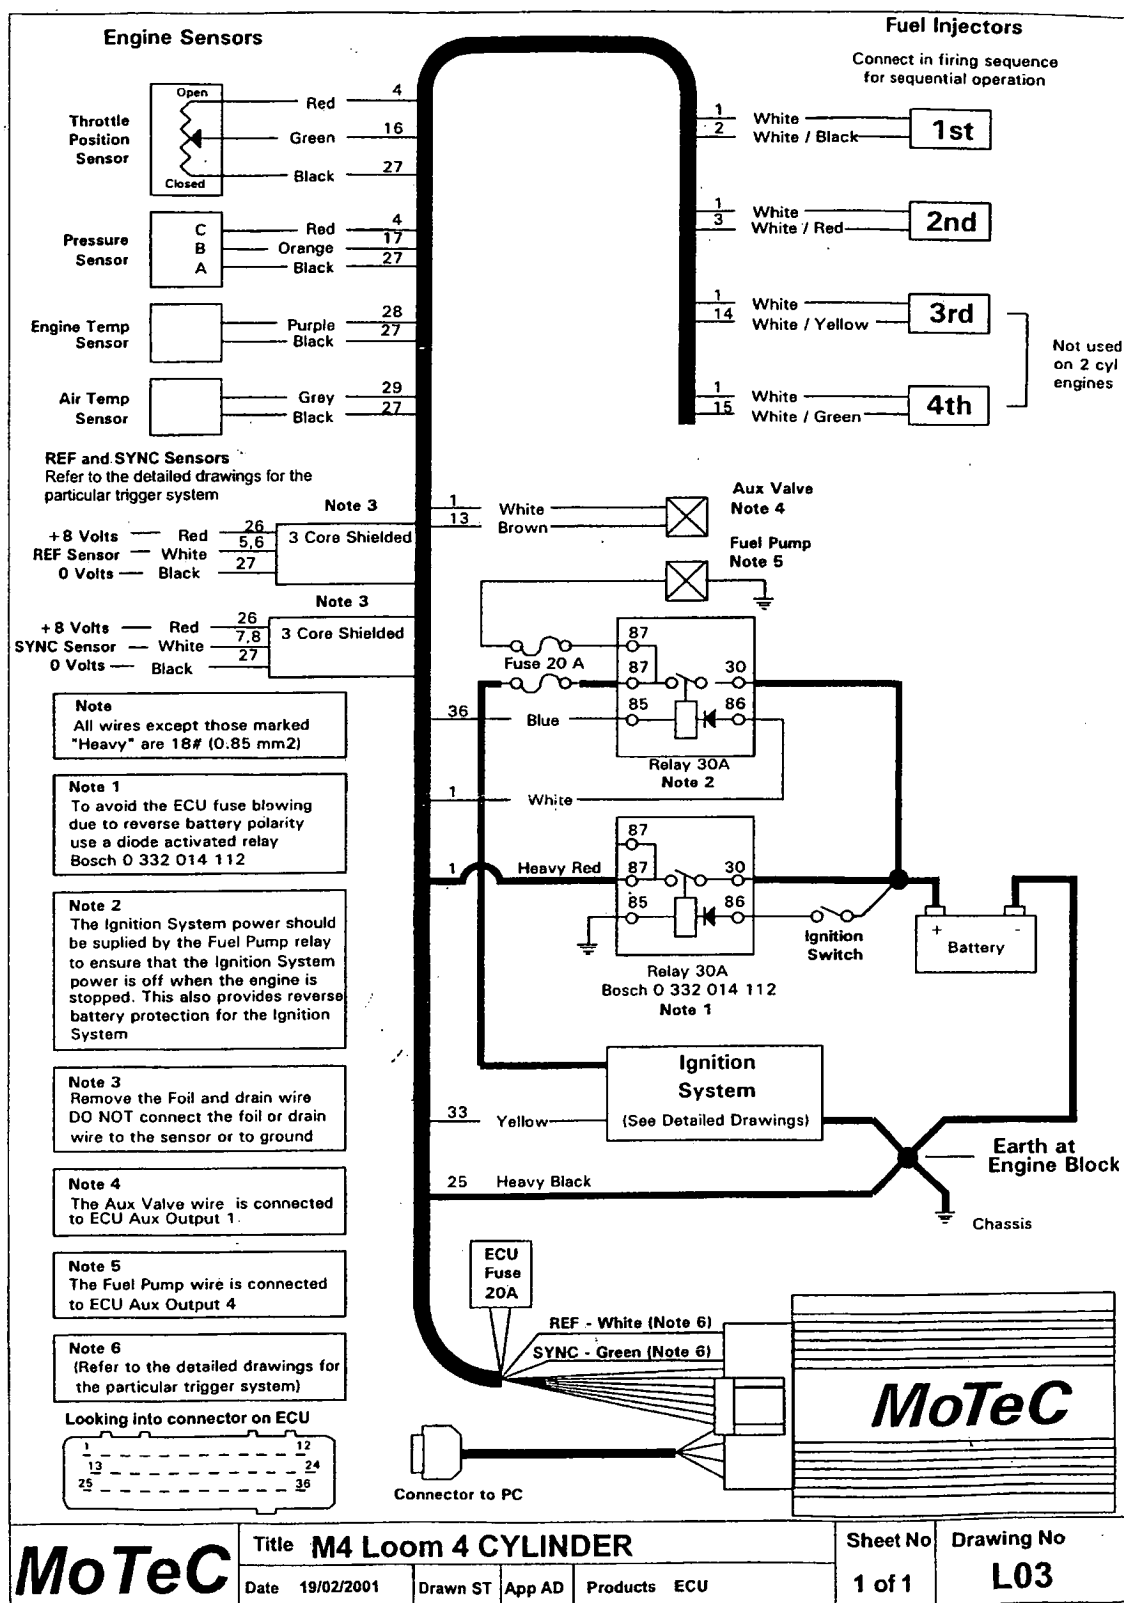 Engine Sensors
Fuel Injectors
Connect in firing sequence
for sequential operation
Throttle
Position
Sensor
Open
Closed
Red 4
Green 16
Black 27
Pressure
Sensor
C Red 4
B Orange 17
A Black 27
Engine Temp
Sensor
Purple 28
Black 27
Air Temp
Sensor
Grey 29
Black 27
1 White
2 White / Black
1st
1 White
3 White / Red
2nd
1 White
14 White / Yellow
3rd
1 White
15 White / Green
4th
Not used
on 2 cyl
engines
REF and SYNC Sensors
Refer to the detailed drawings for the
particular trigger system
Note 3
+8 Volts Red 26
REF Sensor White 5,6
0 Volts Black 27
3 Core Shielded
Note 3
+8 Volts Red 26
SYNC Sensor White 7,8
0 Volts Black 27
3 Core Shielded
1 White
13 Brown
Aux Valve
Note 4
Fuel Pump
Note 5
Fuse 20 A
87
87
30
85
86
36 Blue
Relay 30A
Note 2
1 White
87
87
30
85
86
1 Heavy Red
Relay 30A
Bosch 0 332 014 112
Note 1
Ignition
Switch
+ -
Battery
Ignition
System
(See Detailed Drawings)
33 Yellow
25 Heavy Black
Earth at
Engine Block
Chassis
Note
All wires except those marked
"Heavy" are 18# (0.85 mm2)
Note 1
To avoid the ECU fuse blowing
due to reverse battery polarity
use a diode activated relay
Bosch 0 332 014 112
Note 2
The Ignition System power should
be suplied by the Fuel Pump relay
to ensure that the Ignition System
power is off when the engine is
stopped. This also provides reverse
battery protection for the Ignition
System
Note 3
Remove the Foil and drain wire
DO NOT connect the foil or drain
wire to the sensor or to ground
Note 4
The Aux Valve wire is connected
to ECU Aux Output 1
Note 5
The Fuel Pump wire is connected
to ECU Aux Output 4
Note 6
(Refer to the detailed drawings for
the particular trigger system)
Looking into connector on ECU
1 12
13 24
25 36
ECU
Fuse
20A
REF - White (Note 6)
SYNC - Green (Note 6)
MoTeC
Connector to PC
MoTeC
Title M4 Loom 4 CYLINDER
Date 19/02/2001
Drawn ST
App AD
Products ECU
Sheet No
1 of 1
Drawing No
L03